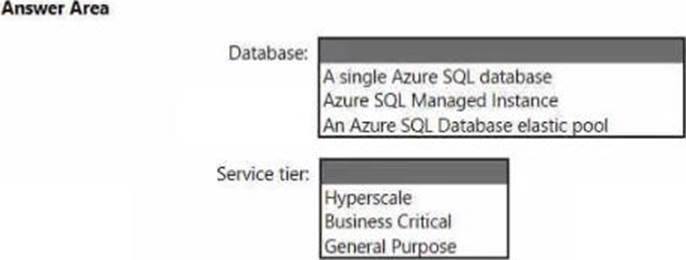 Answer Area
Database:
A single Azure SQL database
Azure SQL Managed Instance
An Azure SQL Database elastic pool
Service tier:
Hyperscale
Business Critical
General Purpose